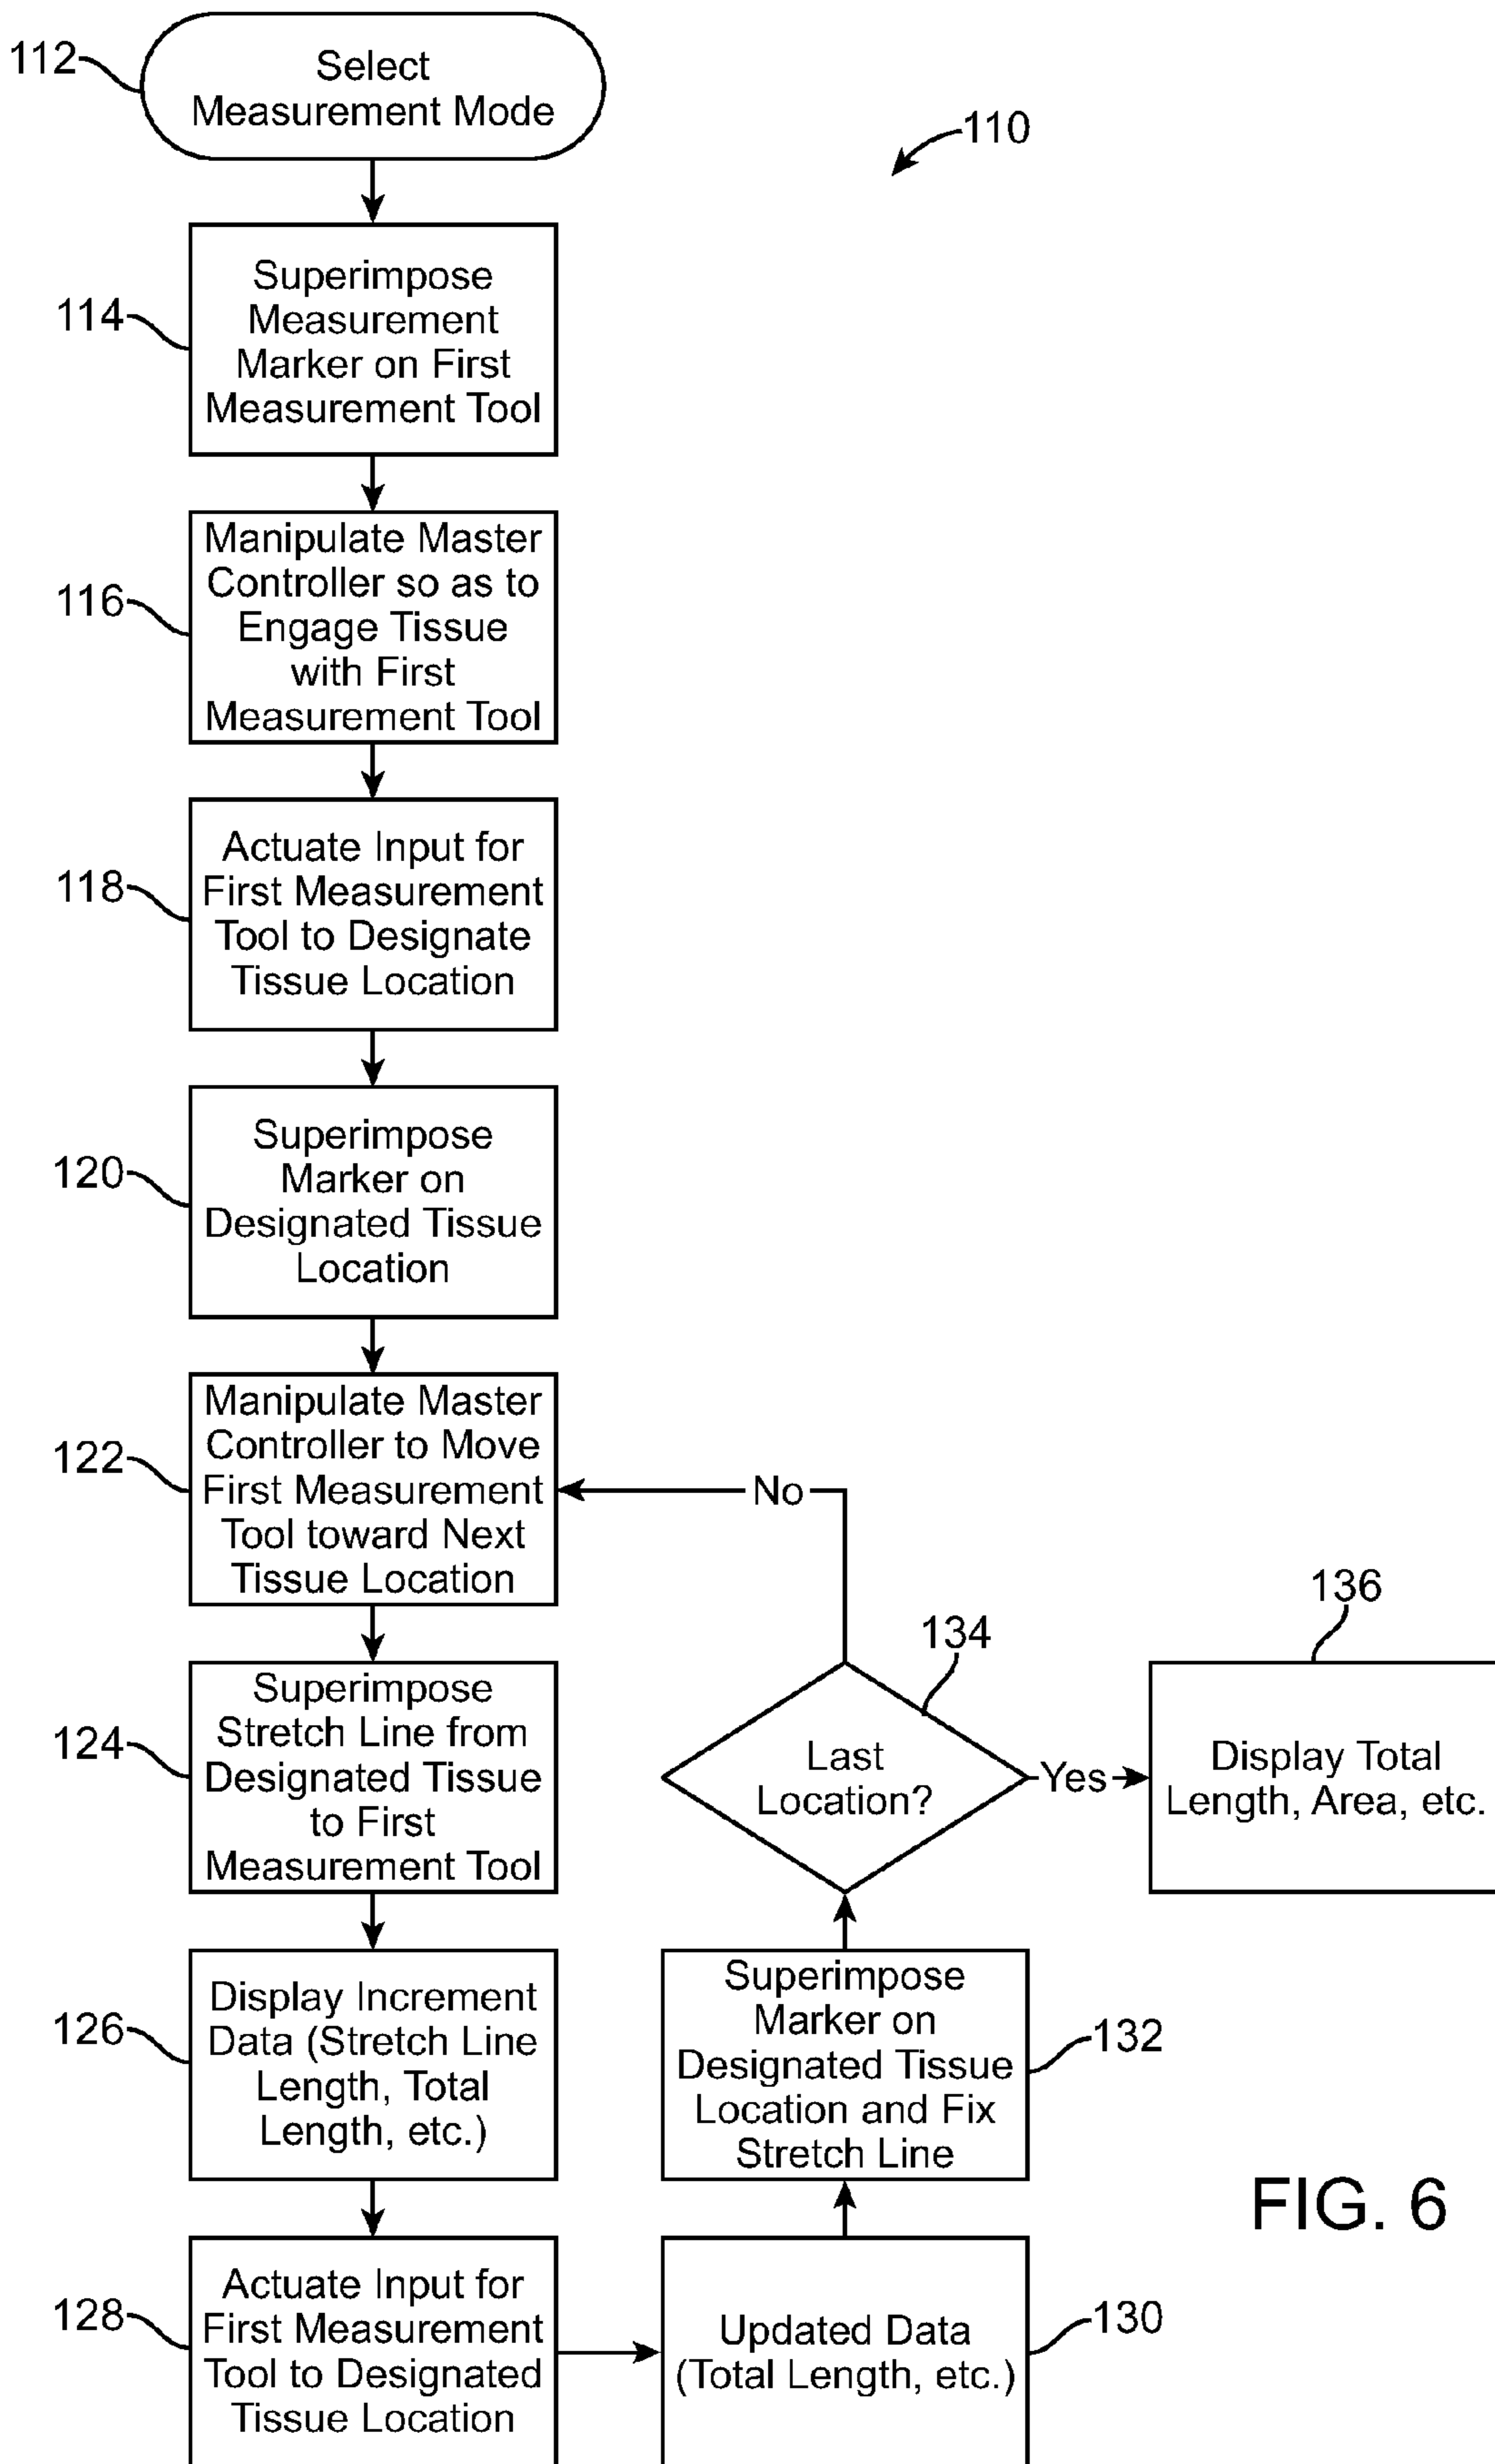 112
Select
Measurement Mode
110
114
Superimpose
Measurement
Marker on First
Measurement Tool
116
Manipulate Master
Controller so as to
Engage Tissue
with First
Measurement Tool
118
Actuate Input for
First Measurement
Tool to Designate
Tissue Location
120
Superimpose
Marker on
Designated Tissue
Location
122
Manipulate Master
Controller to Move
First Measurement
Tool toward Next
Tissue Location
No
124
Superimpose
Stretch Line from
Designated Tissue
to First
Measurement Tool
126
Display Increment
Data (Stretch Line
Length, Total
Length, etc.)
128
Actuate Input for
First Measurement
Tool to Designated
Tissue Location
130
Updated Data
(Total Length, etc.)
132
Superimpose
Marker on
Designated Tissue
Location and Fix
Stretch Line
134
Last
Location?
Yes
136
Display Total
Length, Area, etc.
FIG. 6